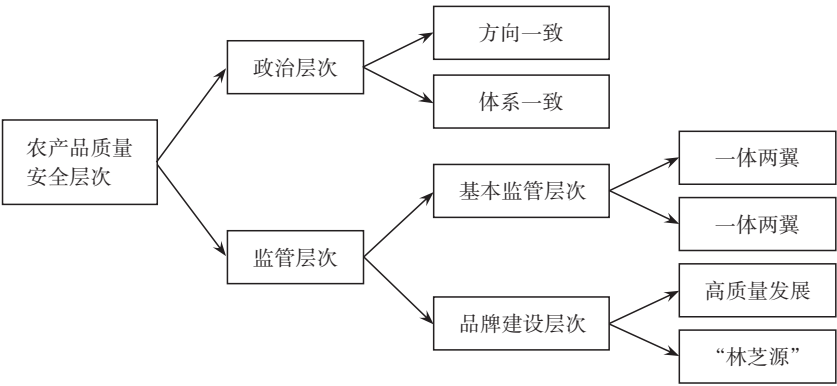 农产品质量
安全层次
政治层次
方向一致
体系一致
监管层次
基本监管层次
一体两翼
一体两翼
品牌建设层次
高质量发展
“林芝源”